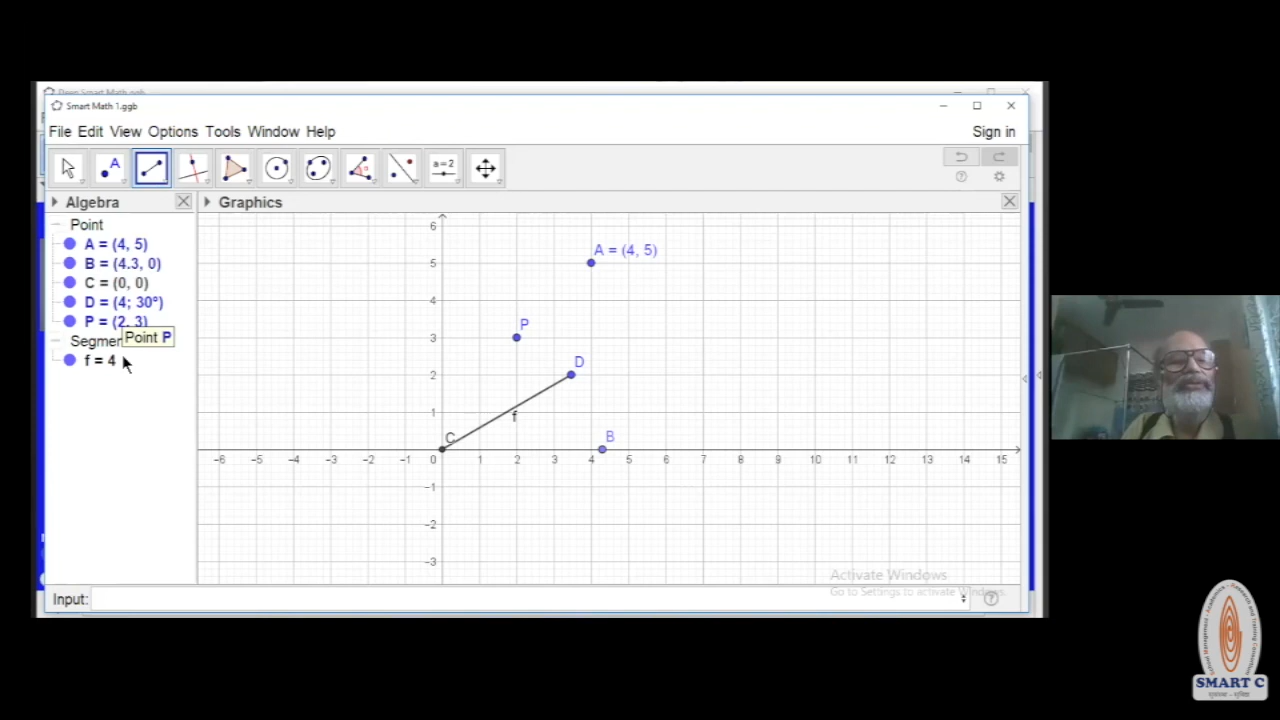 Smart Math 1.ggb
File Edit View Options Tools Window Help
Sign in
A
a=2
Algebra
Graphics
Point
A = (4, 5)
B = (4.3, 0)
C = (0, 0)
D = (4; 30°)
P = (2, 3)
Point P
Segmen
f = 4
6
5
4
3
2
1
0
−1
−2
−3
−6 −5 −4 −3 −2 −1 0 1 2 3 4 5 6 7 8 9 10 11 12 13 14 15
A = (4, 5)
P
D
f
C
B
Activate Windows
Go to Settings to activate Windows.
Input:
SMART C